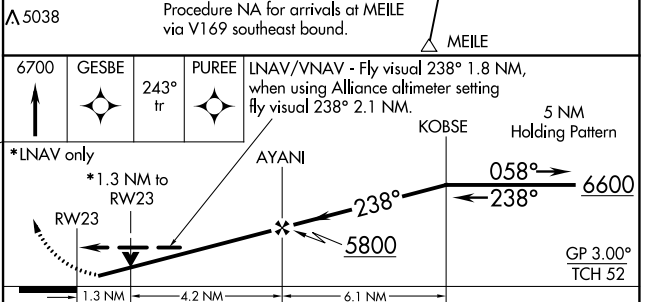 5038
Procedure NA for arrivals at MEILE
via V169 southeast bound.
MEILE
6700
GESBE
243°
tr
PUREE
LNAV/VNAV - Fly visual 238° 1.8 NM,
when using Alliance altimeter setting
fly visual 238° 2.1 NM.
KOBSE
5 NM
Holding Pattern
*LNAV only
AYANI
*1.3 NM to
RW23
RW23
058°
238°
6600
238°
5800
GP 3.00°
TCH 52
1.3 NM
4.2 NM
6.1 NM